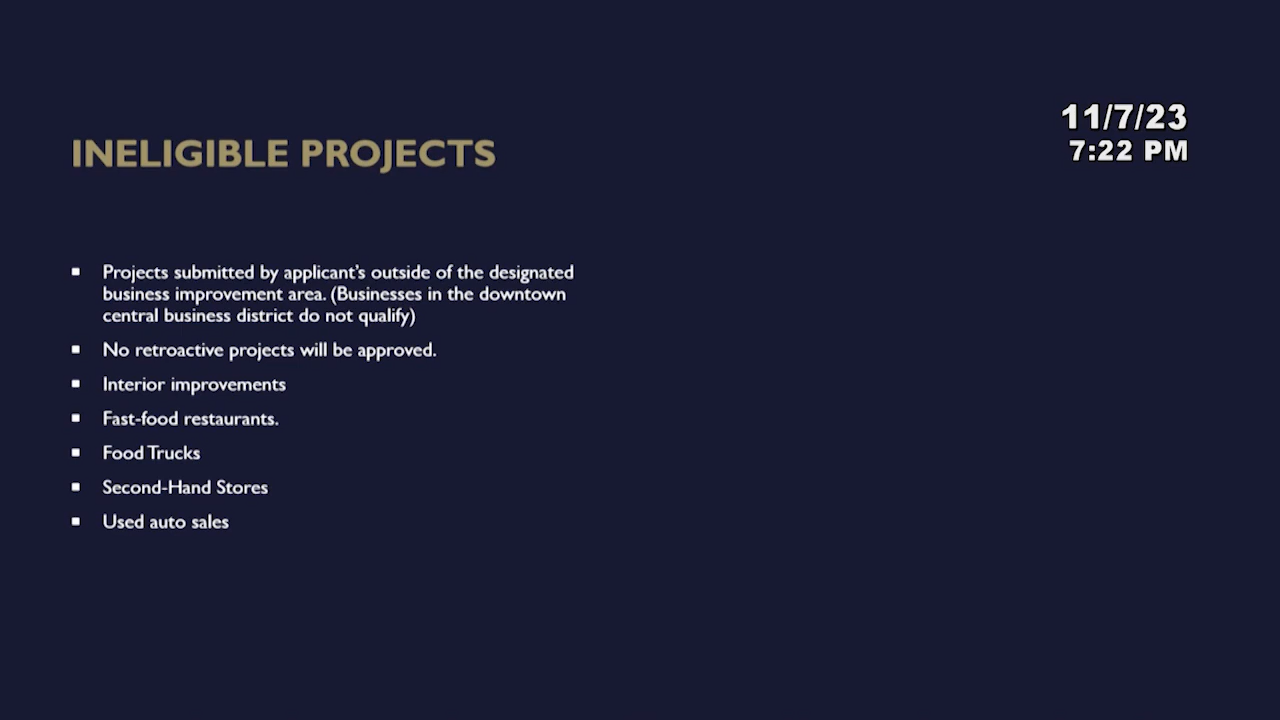 11/7/23
7:22 PM
INELIGIBLE PROJECTS
▪ Projects submitted by applicant’s outside of the designated
business improvement area. (Businesses in the downtown
central business district do not qualify)
▪ No retroactive projects will be approved.
▪ Interior improvements
▪ Fast-food restaurants.
▪ Food Trucks
▪ Second-Hand Stores
▪ Used auto sales